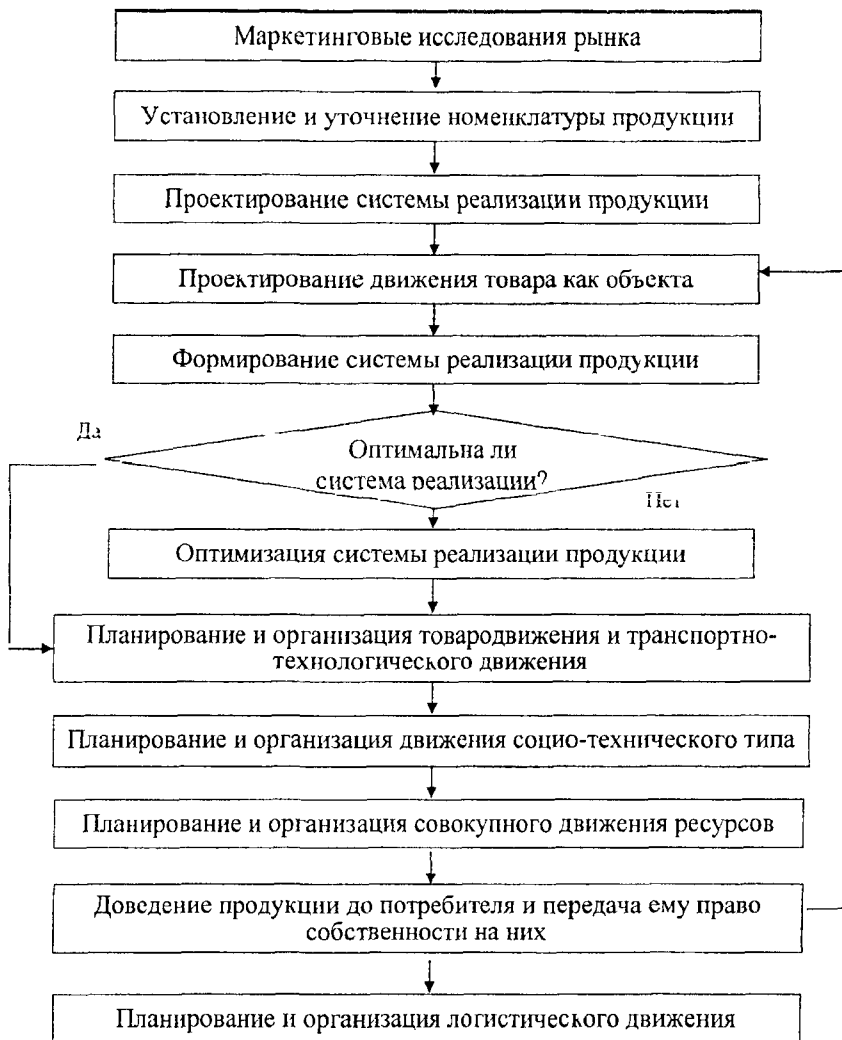 Маркетинговые исследования рынка
Установление и уточнение номенклатуры продукции
Проектирование системы реализации продукции
Проектирование движения товара как объекта
Формирование системы реализации продукции
Да
Оптимальна ли
система реализации?
Нет
Оптимизация системы реализации продукции
Планирование и организация товародвижения и транспортно-
технологического движения
Планирование и организация движения социо-технического типа
Планирование и организация совокупного движения ресурсов
Доведение продукции до потребителя и передача ему право
собственности на них
Планирование и организация логистического движения